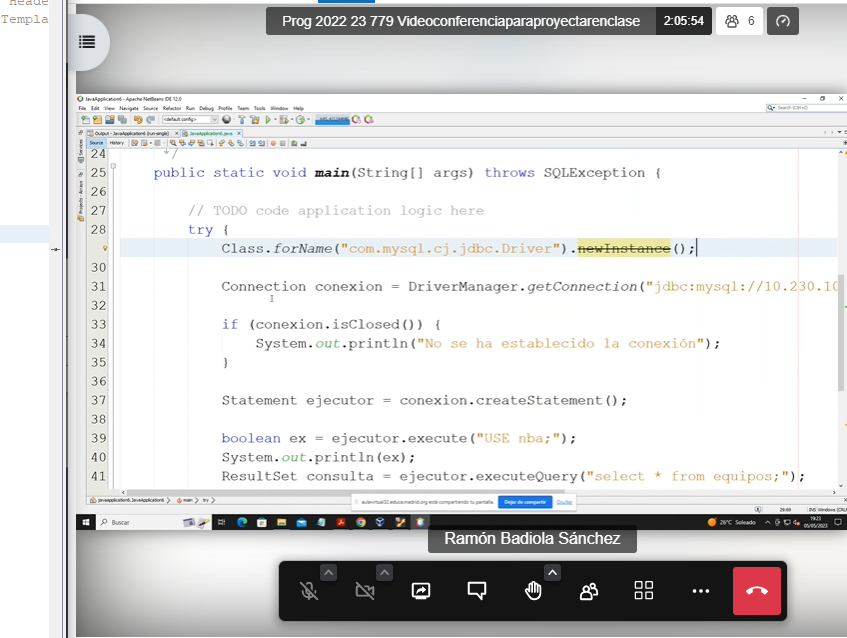 Heade
Templa
Prog 2022 23 779 Videoconferenciaparaproyectarenclase
2:05:54
6
JavaApplication6 - Apache NetBeans IDE 12.0
File Edit View Navigate Source Refactor Run Debug Profile Team Tools Window Help
Search (Ctrl+I)
<default config>
Output - JavaApplication6 (run-single)
JavaApplication6.java
Source History
Services
24 */
25 public static void main(String[] args) throws SQLException {
26
27 // TODO code application logic here
28 try {
Class.forName("com.mysql.cj.jdbc.Driver").newInstance();
30
31 Connection conexion = DriverManager.getConnection("jdbc:mysql://10.230.10
32
33 if (conexion.isClosed()) {
34 System.out.println("No se ha establecido la conexión");
35 }
36
37 Statement ejecutor = conexion.createStatement();
38
39 boolean ex = ejecutor.execute("USE nba;");
40 System.out.println(ex);
41 ResultSet consulta = ejecutor.executeQuery("select * from equipos;");
javaapplication6.JavaApplication6 main try
aulavirtual32.educa.madrid.org está compartiendo tu pantalla.
Dejar de compartir
Ocultar
29:69
INS
Buscar
26°C Soleado
19:23
05/05/2023
Ramón Badiola Sánchez